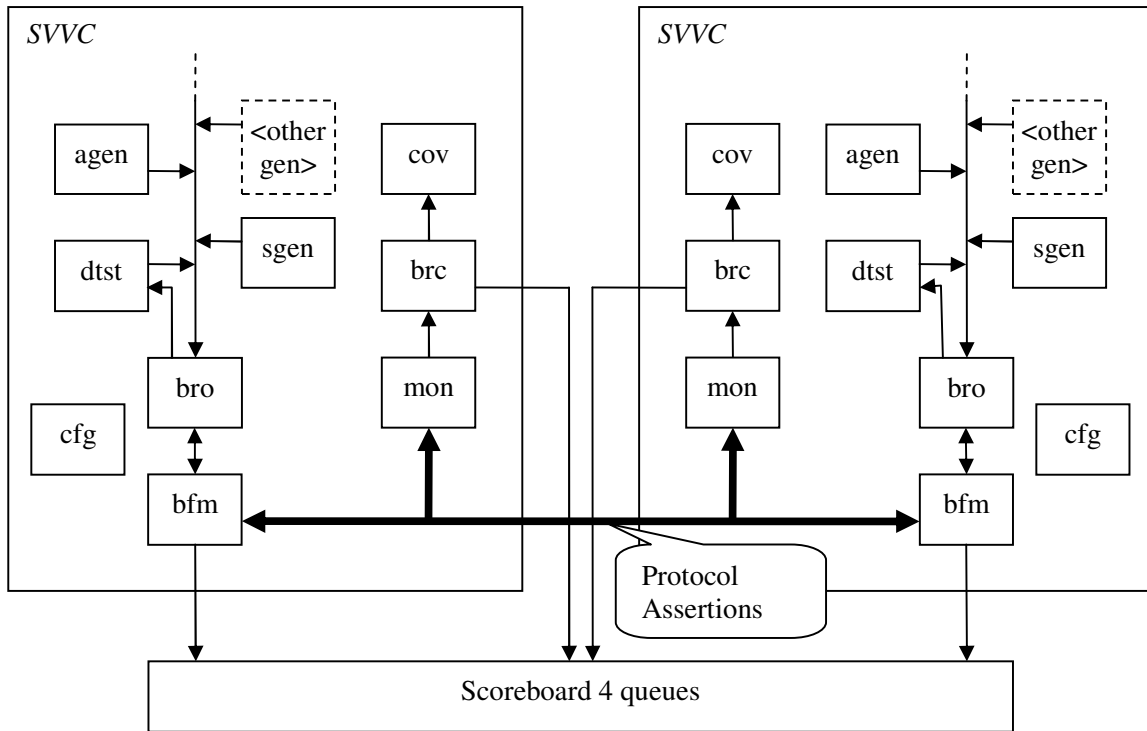 SVVC
agen
<other
gen>
cov
dtst
sgen
brc
bro
mon
cfg
bfm
SVVC
cov
agen
<other
gen>
brc
dtst
sgen
mon
bro
cfg
bfm
Protocol
Assertions
Scoreboard 4 queues